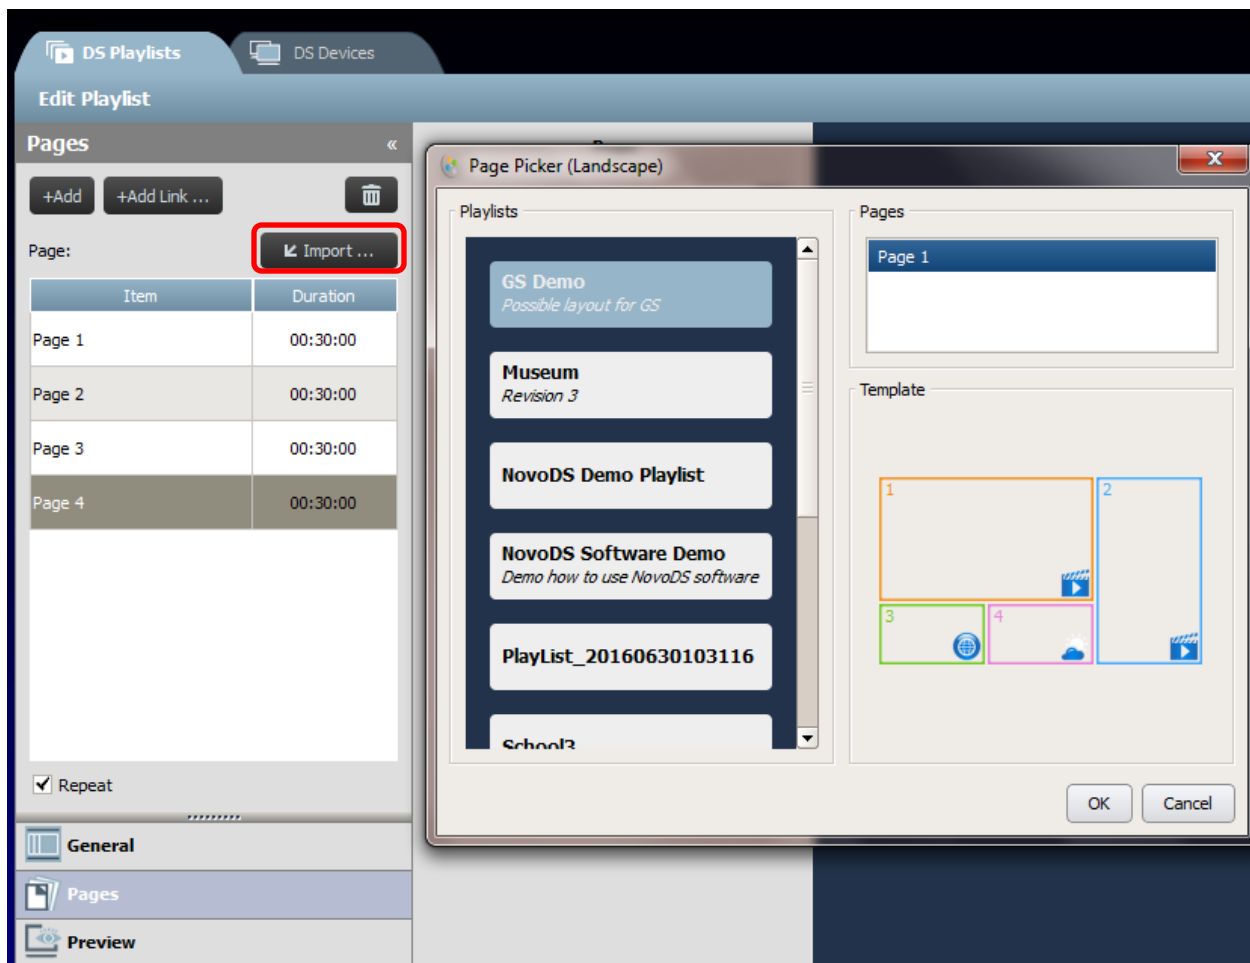 DS Playlists
DS Devices
Edit Playlist
Pages «
+Add
+Add Link ...
Page:
Import ...
Item Duration
Page 1 00:30:00
Page 2 00:30:00
Page 3 00:30:00
Page 4 00:30:00
Repeat
General
Pages
Preview
Page Picker (Landscape)
Playlists
GS Demo
Possible layout for GS
Museum
Revision 3
NovoDS Demo Playlist
NovoDS Software Demo
Demo how to use NovoDS software
PlayList_20160630103116
School3
Pages
Page 1
Template
1
2
3
4
OK
Cancel